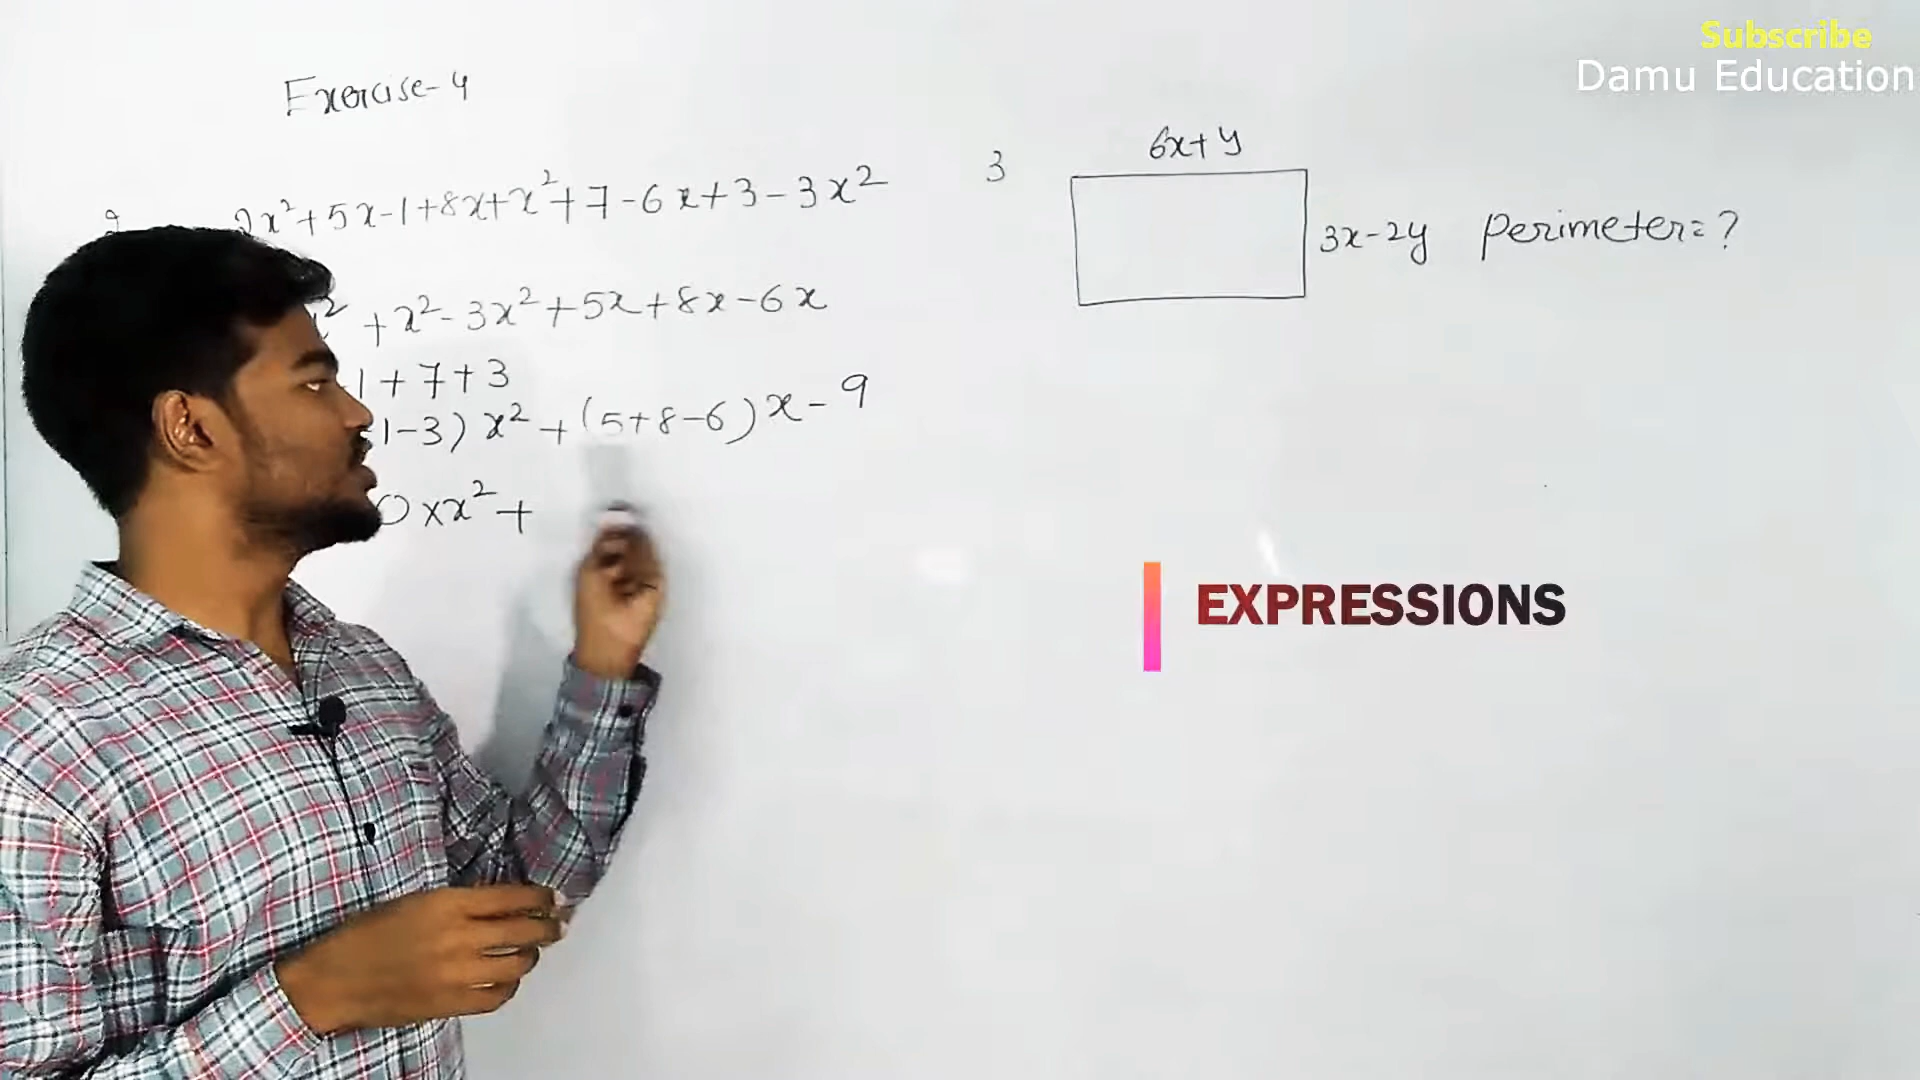 Subscribe
Damu Education
Exercise-4
2x²+5x-1+8x+x²+7-6x+3-3x²
+x²-3x²+5x+8x-6x
1+7+3
1-3)x²+(5+8-6)x-9
0xx²+
3
6x+y
3x-2y perimeter=?
EXPRESSIONS